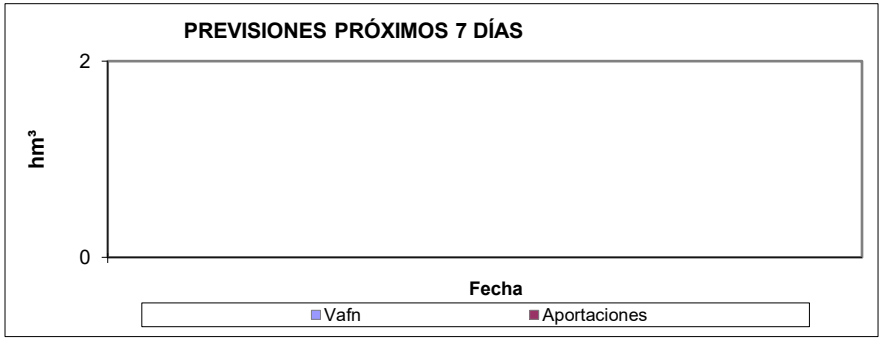 PREVISIONES PRÓXIMOS 7 DÍAS
2
hm³
0
Fecha
Vafn Aportaciones